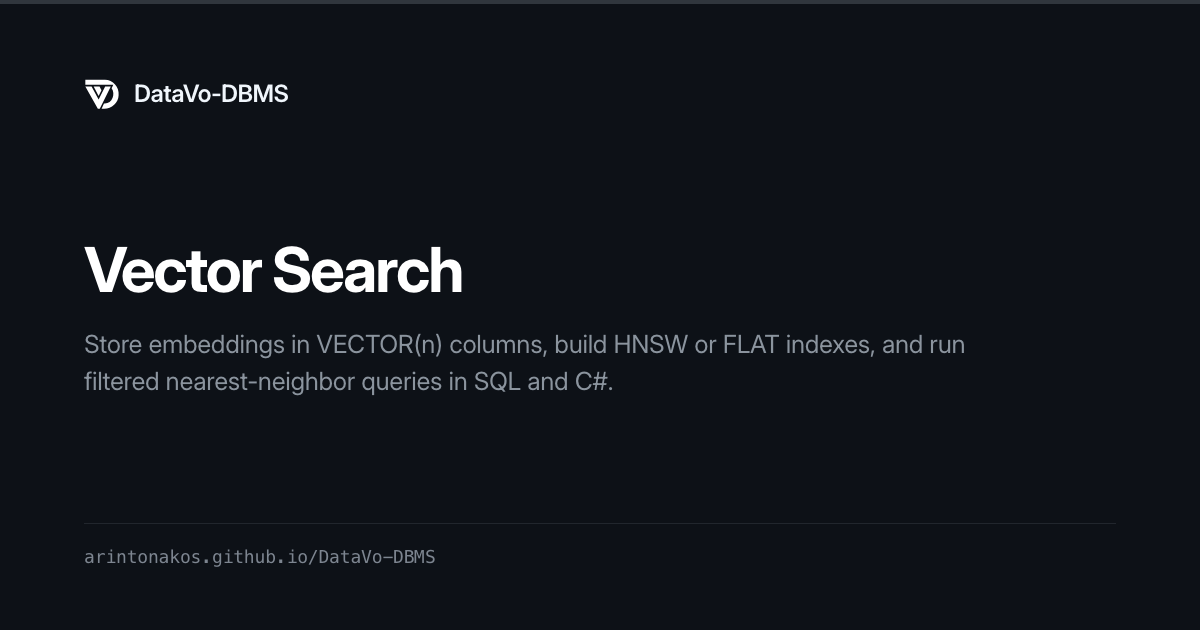 DataVo-DBMS
Vector Search
Store embeddings in VECTOR(n) columns, build HNSW or FLAT indexes, and run
filtered nearest-neighbor queries in SQL and C#.
arintonakos.github.io/DataVo-DBMS